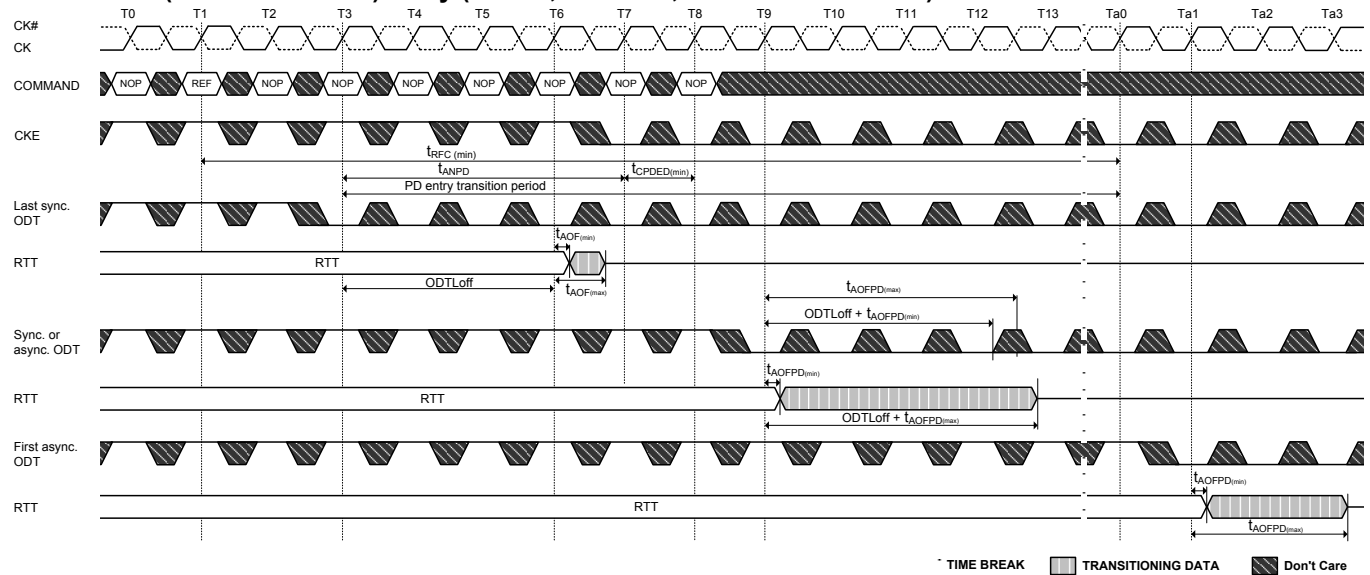 T0 T1 T2 T3 T4 T5 T6 T7 T8 T9 T10 T11 T12 T13 Ta0 Ta1 Ta2 Ta3
CK#
CK
COMMAND NOP REF NOP NOP NOP NOP NOP NOP NOP
CKE
tRFC (min)
tANPD tCPDED(min)
PD entry transition period
Last sync.
ODT
tAOF(min)
RTT RTT
ODTLoff tAOF(max)
tAOFPD(max)
ODTLoff + tAOFPD(min)
Sync. or
async. ODT
tAOFPD(min)
RTT RTT
ODTLoff + tAOFPD(max)
First async.
ODT
tAOFPD(min)
RTT RTT
tAOFPD(max)
TIME BREAK TRANSITIONING DATA Don't Care